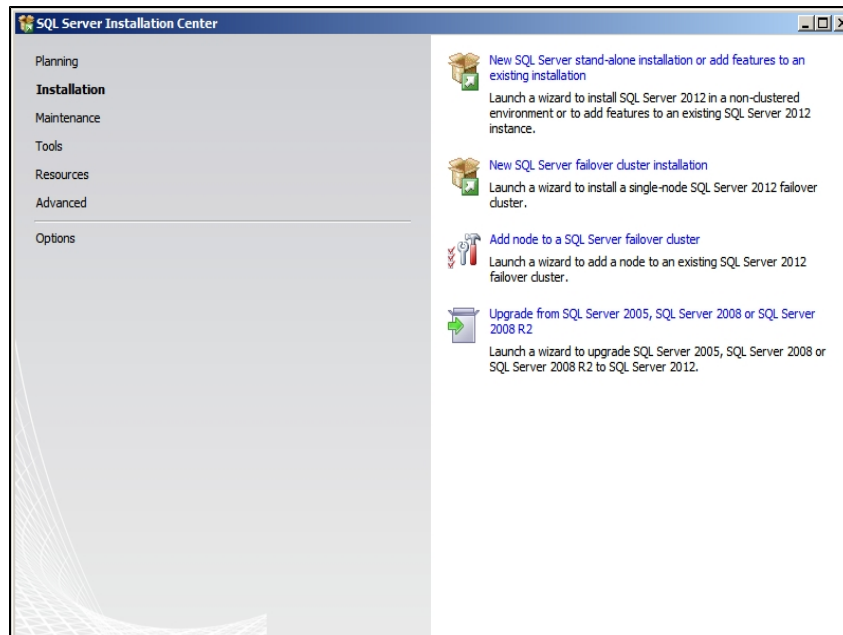 SQL Server Installation Center
Planning
Installation
Maintenance
Tools
Resources
Advanced
Options
New SQL Server stand-alone installation or add features to an
existing installation
Launch a wizard to install SQL Server 2012 in a non-clustered
environment or to add features to an existing SQL Server 2012
instance.
New SQL Server failover cluster installation
Launch a wizard to install a single-node SQL Server 2012 failover
cluster.
Add node to a SQL Server failover cluster
Launch a wizard to add a node to an existing SQL Server 2012
failover cluster.
Upgrade from SQL Server 2005, SQL Server 2008 or SQL Server
2008 R2
Launch a wizard to upgrade SQL Server 2005, SQL Server 2008 or
SQL Server 2008 R2 to SQL Server 2012.